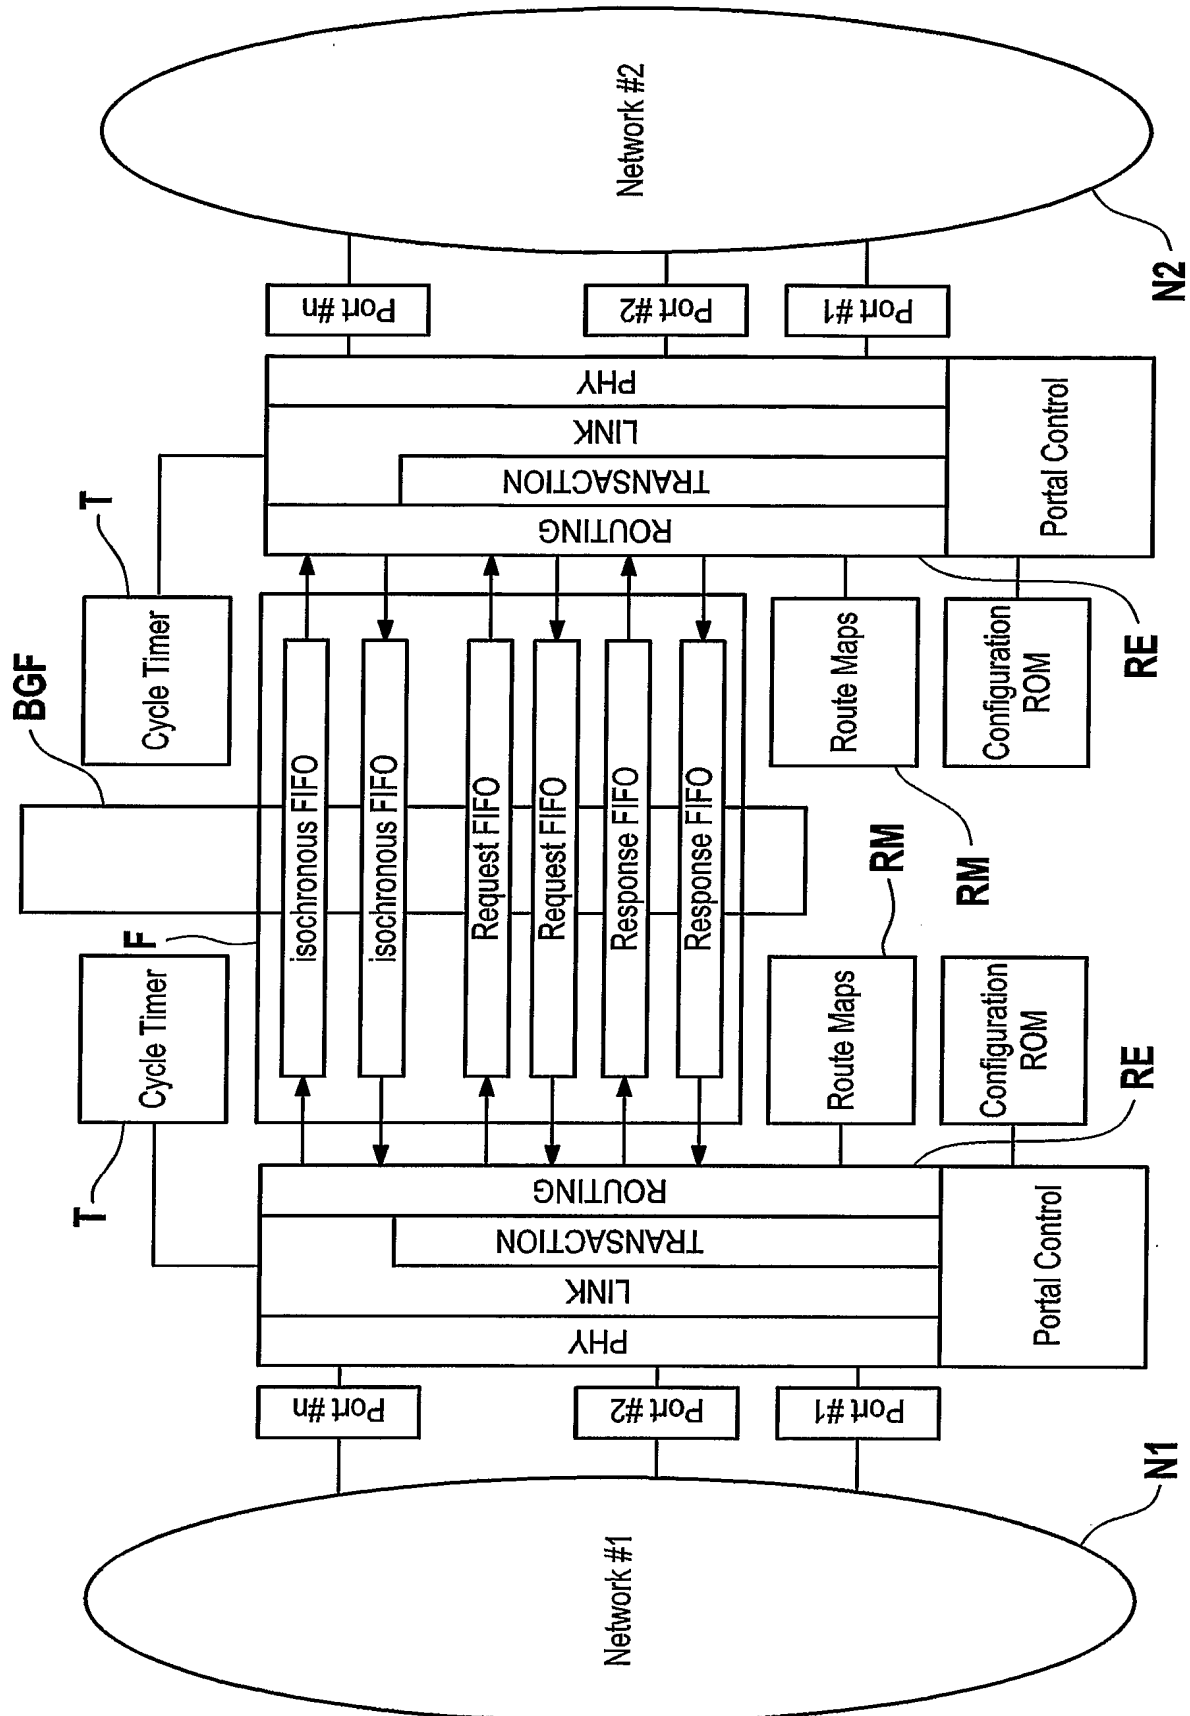 Network #2
N2
Port #n
Port #2
Port #1
PHY
LINK
TRANSACTION
ROUTING
Portal Control
T
Cycle Timer
BGF
Route Maps
RM
Configuration
ROM
RE
F
isochronous FIFO
isochronous FIFO
Request FIFO
Request FIFO
Response FIFO
Response FIFO
T
Cycle Timer
Route Maps
RM
Configuration
ROM
RE
ROUTING
TRANSACTION
LINK
PHY
Portal Control
Port #n
Port #2
Port #1
Network #1
N1